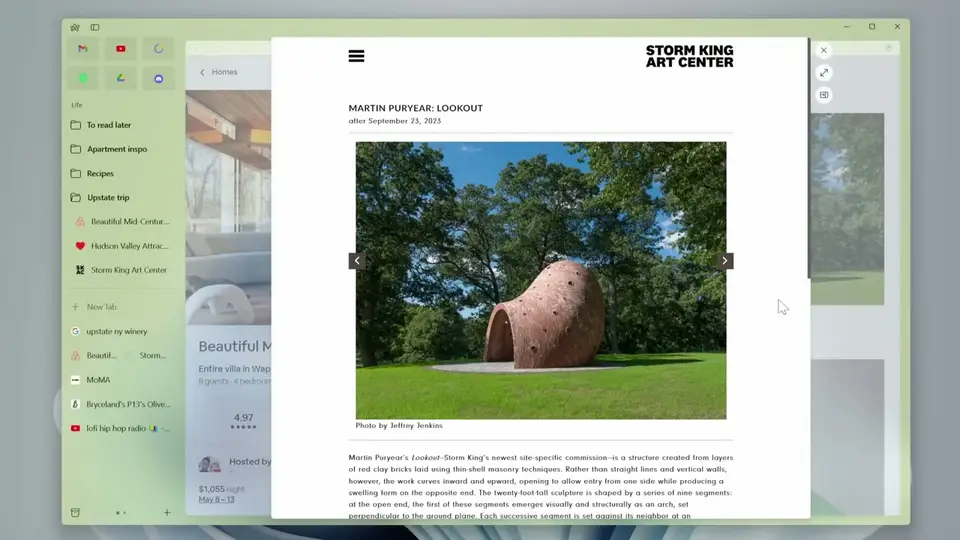 Life
To read later
Apartment inspo
Recipes
Upstate trip
Beautiful Mid-Centur...
Hudson Valley Attrac...
SK
AC
Storm King Art Center
New Tab
upstate ny winery
Beautif...
Storm...
MoMA
Bryceland's P13's Olive...
lofi hip hop radio
Homes
Beautiful M
Entire villa in Wap
4.97
Hosted by
$1,055 night
May 8 – 13
STORM KING
ART CENTER
MARTIN PURYEAR: LOOKOUT
after September 23, 2023
Photo by Jeffrey Jenkins
Martin Puryear's Lookout—Storm King's newest site-specific commission—is a structure created from layers
of red clay bricks laid using thin-shell masonry techniques. Rather than straight lines and vertical walls,
however, the work curves inward and upward, opening to allow entry from one side while producing a
swelling form on the opposite end. The twenty-foot-tall sculpture is shaped by a series of nine segments:
at the open end, the first of these segments emerges visually and structurally as an arch, set
perpendicular to the ground plane. Each successive segment is set against its neighbor at an